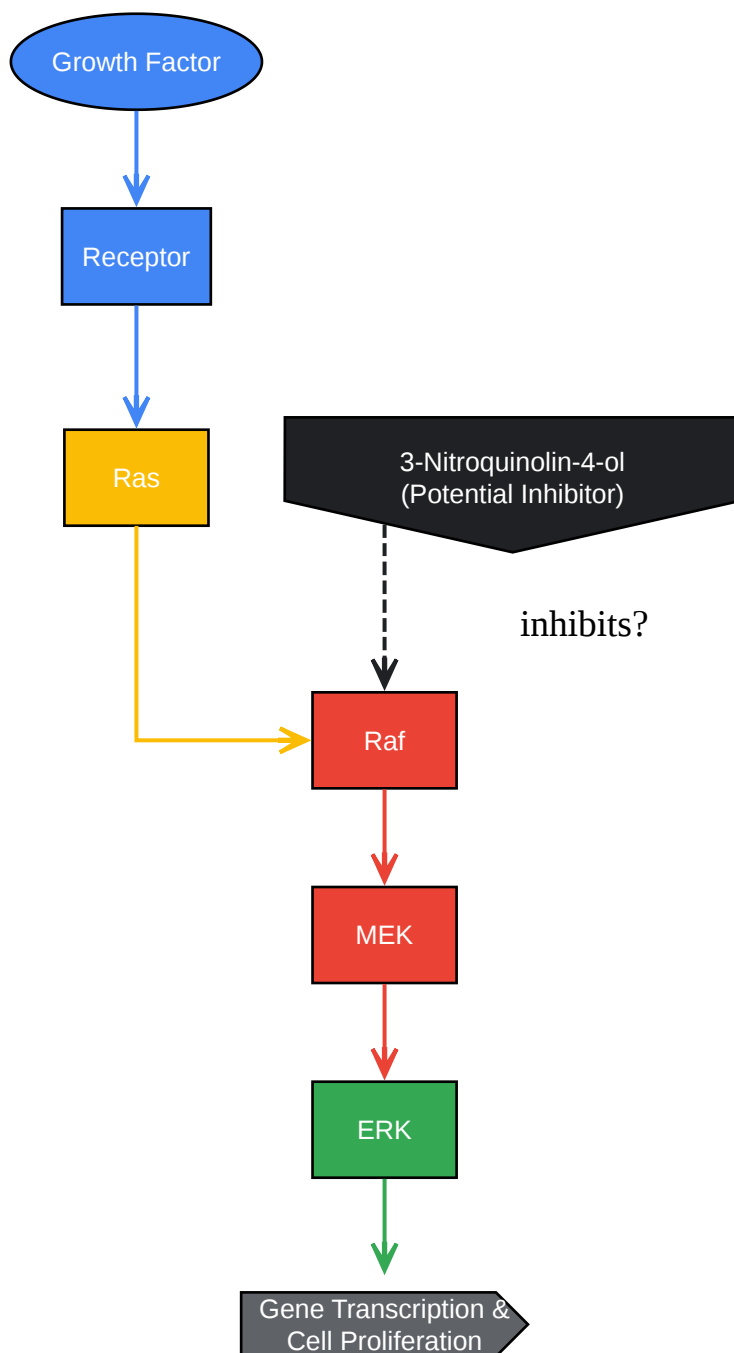 Growth Factor
Receptor
Ras
3-Nitroquinolin-4-ol
(Potential Inhibitor)
inhibits?
Raf
MEK
ERK
Gene Transcription &
Cell Proliferation